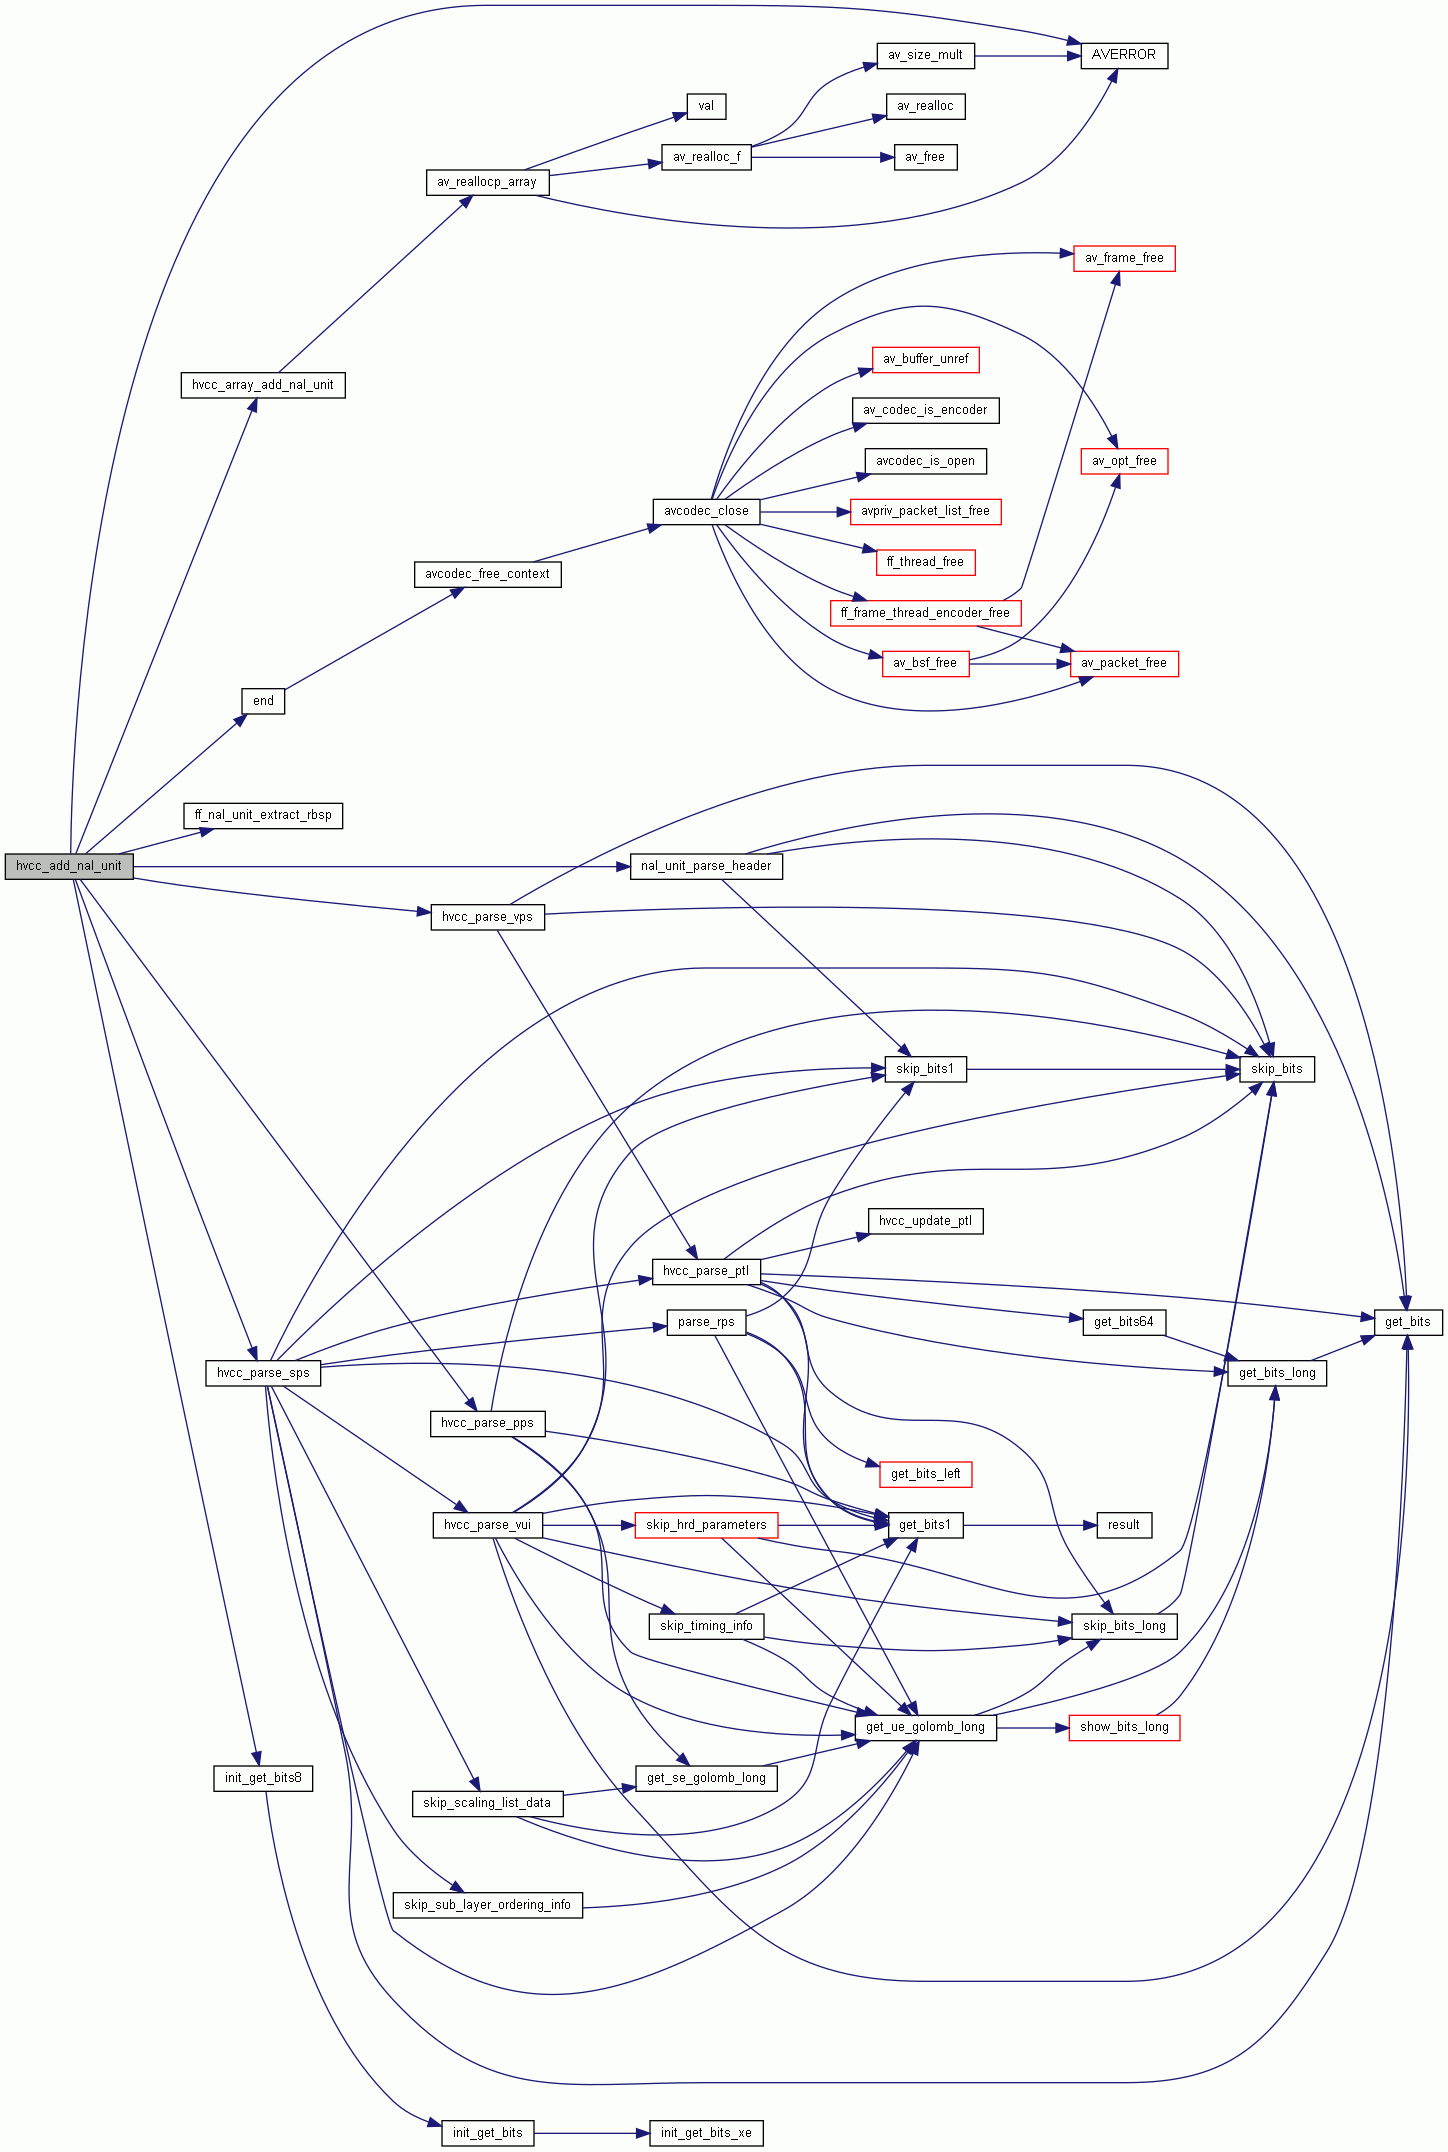 AVERROR
av_size_mult
val
av_realloc
av_realloc_f
av_free
av_reallocp_array
av_frame_free
av_buffer_unref
hvcc_array_add_nal_unit
av_codec_is_encoder
avcodec_is_open
av_opt_free
avcodec_close
avpriv_packet_list_free
ff_thread_free
avcodec_free_context
ff_frame_thread_encoder_free
av_bsf_free
av_packet_free
end
ff_nal_unit_extract_rbsp
hvcc_add_nal_unit
nal_unit_parse_header
hvcc_parse_vps
skip_bits1
skip_bits
hvcc_update_ptl
hvcc_parse_ptl
parse_rps
get_bits64
get_bits
hvcc_parse_sps
get_bits_long
hvcc_parse_pps
get_bits_left
hvcc_parse_vui
skip_hrd_parameters
get_bits1
result
skip_timing_info
skip_bits_long
get_ue_golomb_long
show_bits_long
init_get_bits8
get_se_golomb_long
skip_scaling_list_data
skip_sub_layer_ordering_info
init_get_bits
init_get_bits_xe